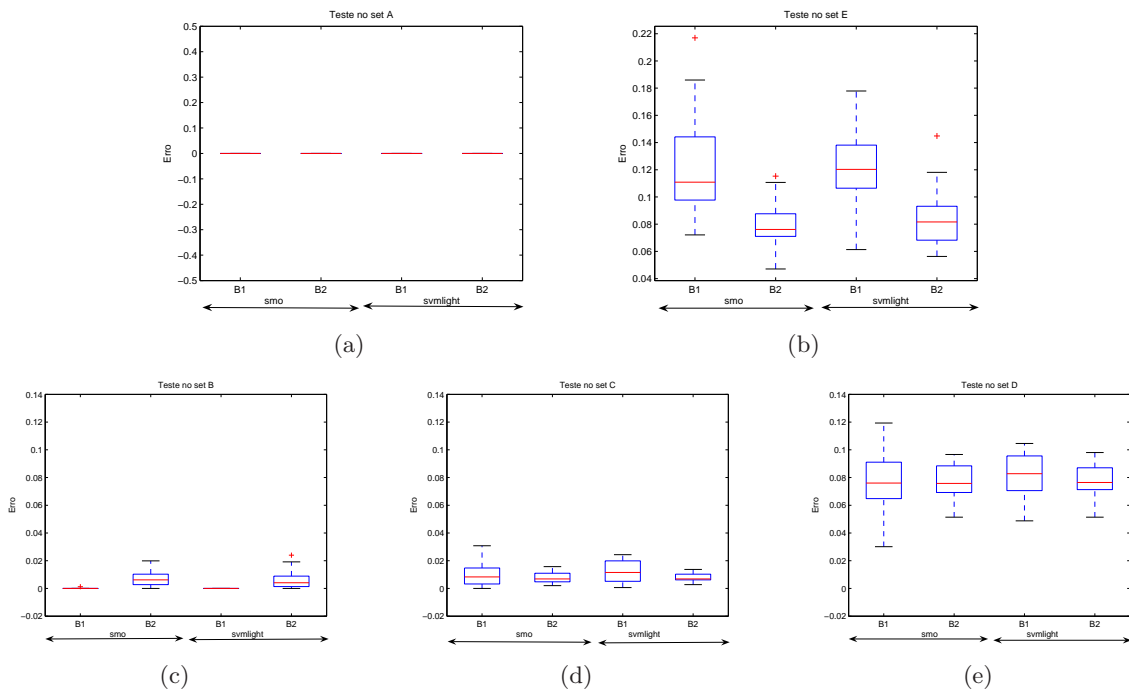 Teste no set A
0.5
0.4
0.3
0.2
0.1
0
−0.1
−0.2
−0.3
−0.4
−0.5
Erro
B1 B2 B1 B2
smo svmlight
(a)
Teste no set E
0.22
0.2
0.18
0.16
0.14
0.12
0.1
0.08
0.06
0.04
Erro
B1 B2 B1 B2
smo svmlight
(b)
Teste no set B
0.14
0.12
0.1
0.08
0.06
0.04
0.02
0
−0.02
Erro
B1 B2 B1 B2
smo svmlight
(c)
Teste no set C
0.14
0.12
0.1
0.08
0.06
0.04
0.02
0
−0.02
Erro
B1 B2 B1 B2
smo svmlight
(d)
Teste no set D
0.14
0.12
0.1
0.08
0.06
0.04
0.02
0
−0.02
Erro
B1 B2 B1 B2
smo svmlight
(e)